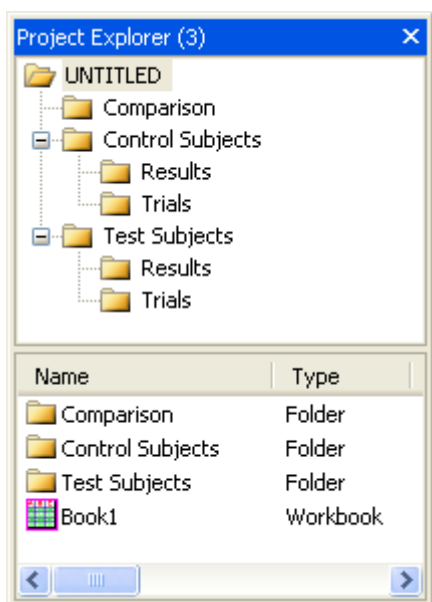 Project Explorer (3)
UNTITLED
Comparison
Control Subjects
Results
Trials
Test Subjects
Results
Trials
Name Type
Comparison Folder
Control Subjects Folder
Test Subjects Folder
Book1 Workbook